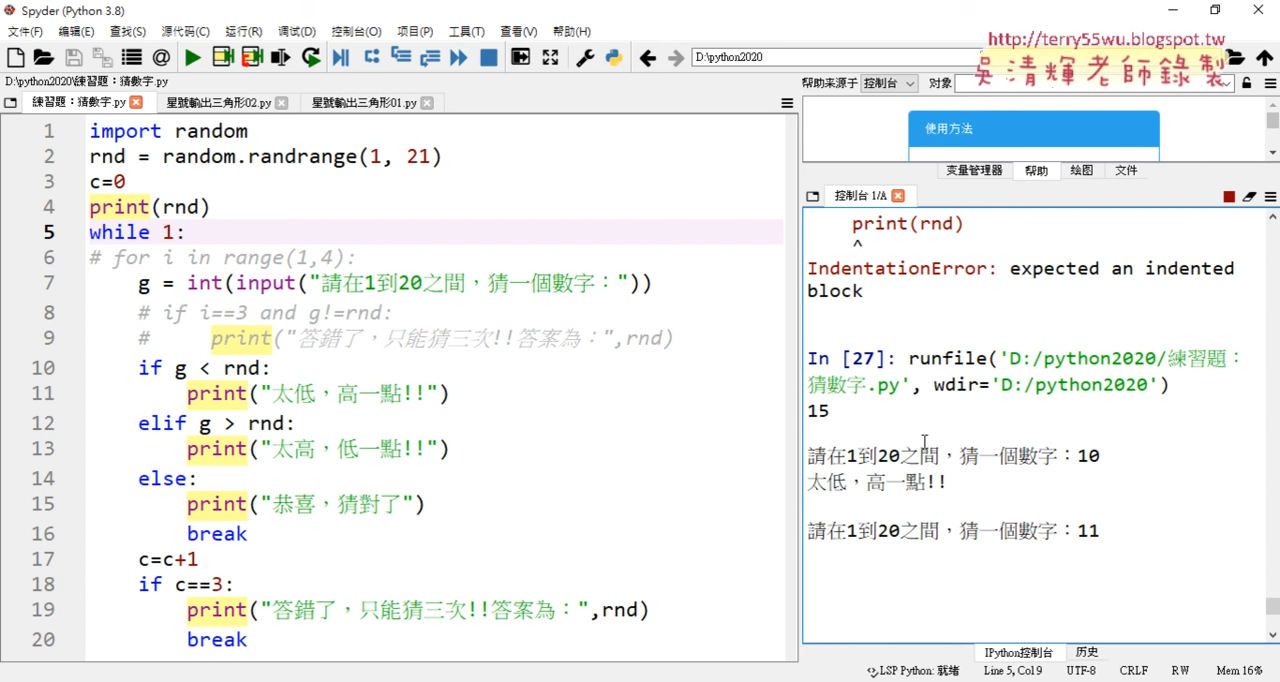 Spyder (Python 3.8)
文件(F) 编辑(E) 查找(S) 源代码(C) 运行(R) 调试(D) 控制台(O) 项目(P) 工具(T) 查看(V) 帮助(H)
D:\python2020
http://terry55wu.blogspot.tw
吳清輝老師錄製
D:\python2020\練習題：猜數字.py
帮助来源于 控制台 对象
練習題：猜數字.py 星號輸出三角形02.py 星號輸出三角形01.py
使用方法
变量管理器 帮助 绘图 文件
控制台 1/A
1 import random
2 rnd = random.randrange(1, 21)
3 c=0
4 print(rnd)
5 while 1:
6 # for i in range(1,4):
7 g = int(input("請在1到20之間，猜一個數字："))
8 # if i==3 and g!=rnd:
9 # print("答錯了，只能猜三次!!答案為：",rnd)
10 if g < rnd:
11 print("太低，高一點!!")
12 elif g > rnd:
13 print("太高，低一點!!")
14 else:
15 print("恭喜，猜對了")
16 break
17 c=c+1
18 if c==3:
19 print("答錯了，只能猜三次!!答案為：",rnd)
20 break
print(rnd)
^
IndentationError: expected an indented
block
In [27]: runfile('D:/python2020/練習題：
猜數字.py', wdir='D:/python2020')
15
請在1到20之間，猜一個數字：10
太低，高一點!!
請在1到20之間，猜一個數字：11
IPython控制台 历史
LSP Python: 就绪 Line 5, Col 9 UTF-8 CRLF RW Mem 16%